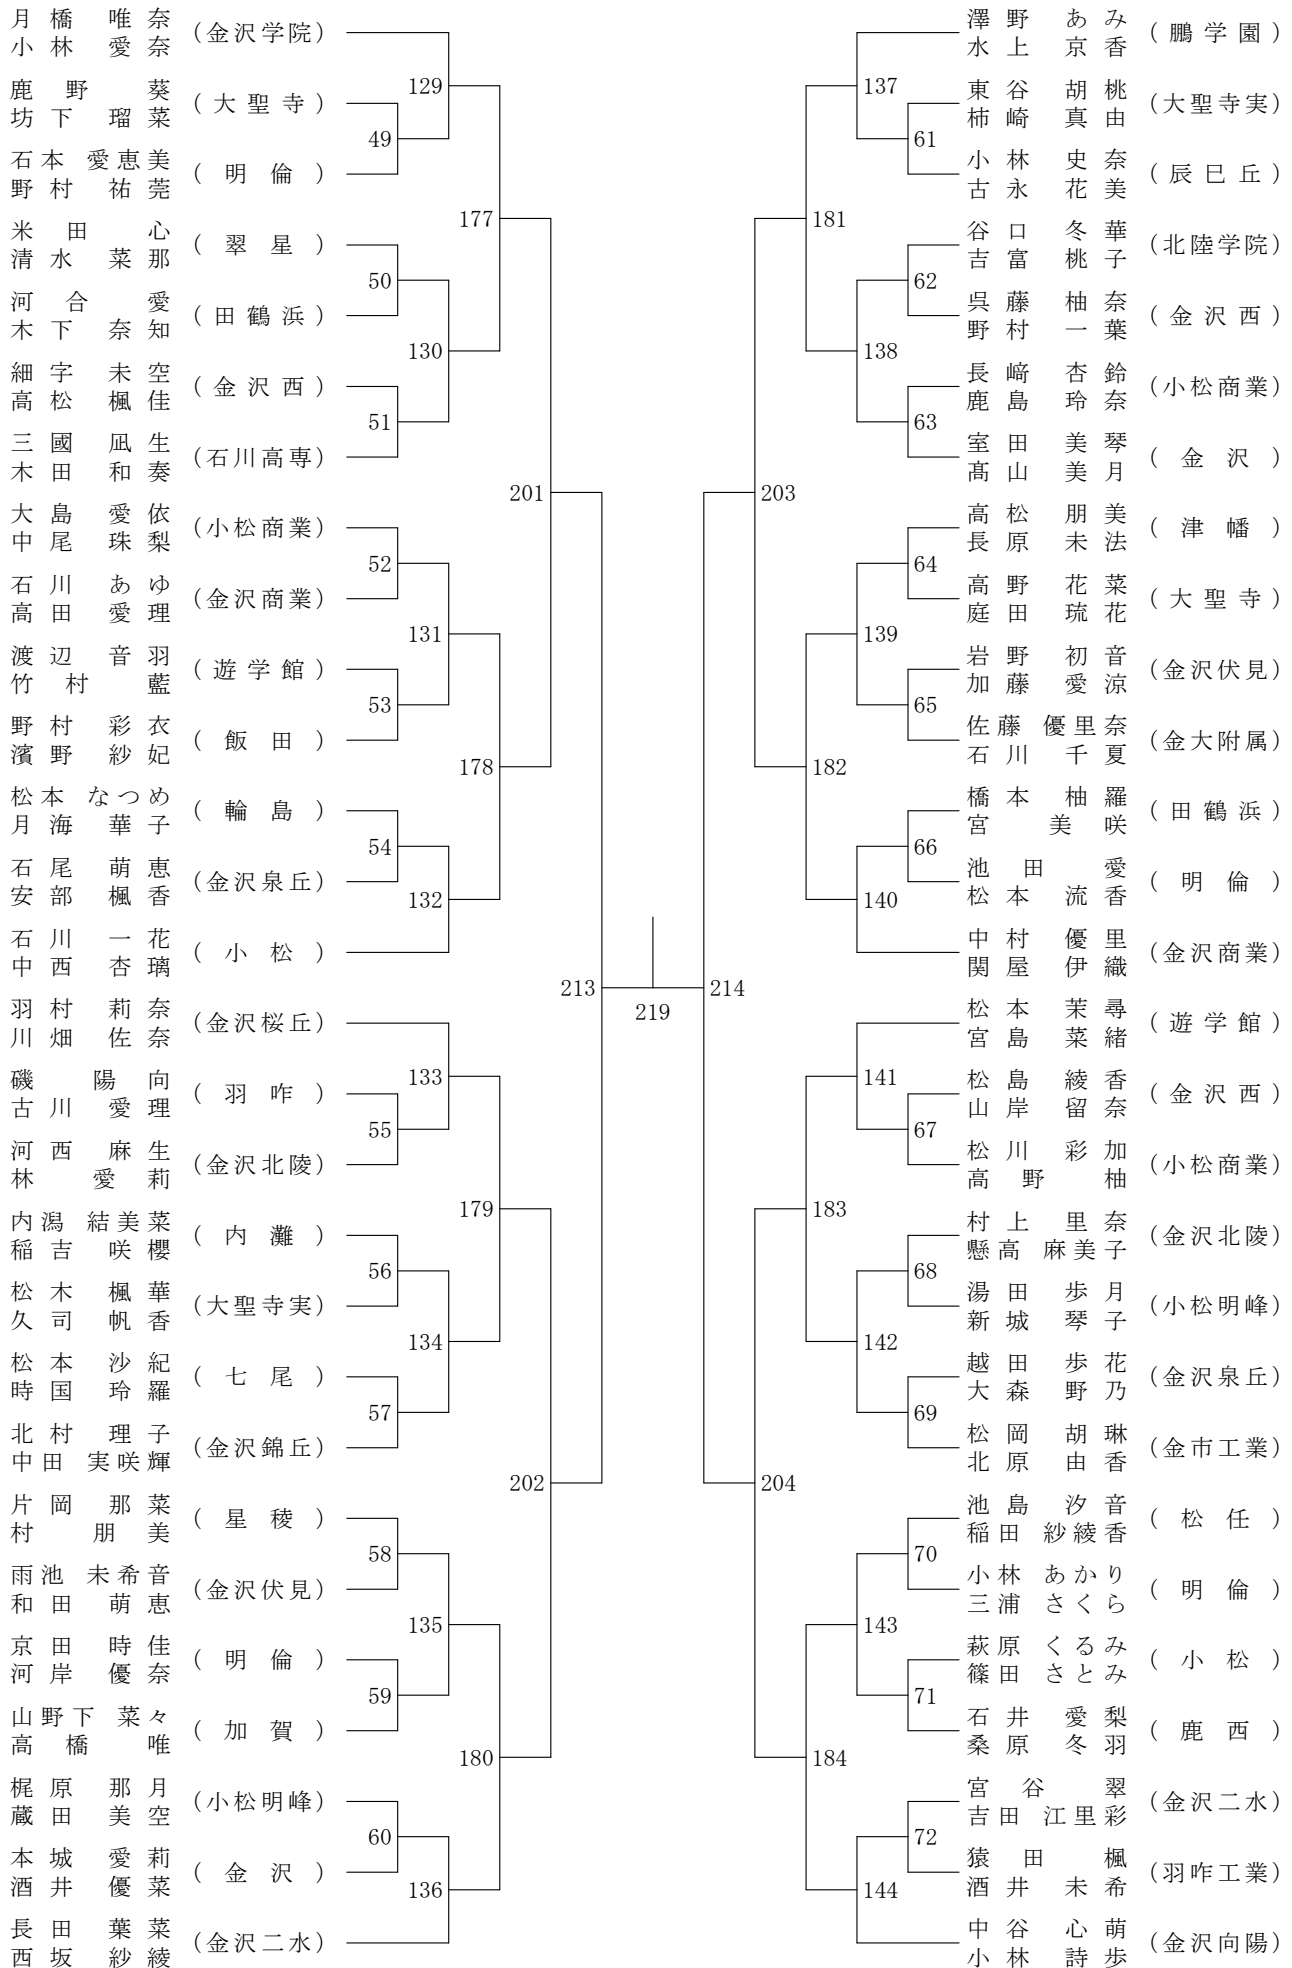 月橋 唯奈
小林 愛奈
(金沢学院)
鹿野 葵
坊下 瑠菜
(大聖寺)
石本 愛恵美
野村 祐莞
(明倫)
米田 心
清水 菜那
(翠星)
河合 愛
木下 奈知
(田鶴浜)
細字 未空
高松 楓佳
(金沢西)
三國 凪生
木田 和奏
(石川高専)
大島 愛依
中尾 珠梨
(小松商業)
石川 あゆ
高田 愛理
(金沢商業)
渡辺 音羽
竹村 藍
(遊学館)
野村 彩衣
濱野 紗妃
(飯田)
松本 なつめ
月海 華子
(輪島)
石尾 萌恵
安部 楓香
(金沢泉丘)
石川 一花
中西 杏璃
(小松)
羽村 莉奈
川畑 佐奈
(金沢桜丘)
磯 陽向
古川 愛理
(羽咋)
河西 麻生
林 愛莉
(金沢北陵)
内潟 結美菜
稲吉 咲櫻
(内灘)
松木 楓華
久司 帆香
(大聖寺実)
松本 沙紀
時国 玲羅
(七尾)
北村 理子
中田 実咲輝
(金沢錦丘)
片岡 那菜
村 朋美
(星稜)
雨池 未希音
和田 萌恵
(金沢伏見)
京田 時佳
河岸 優奈
(明倫)
山野下 菜々
高橋 唯
(加賀)
梶原 那月
蔵田 美空
(小松明峰)
本城 愛莉
酒井 優菜
(金沢)
長田 葉菜
西坂 紗綾
(金沢二水)
49
50
51
52
53
54
55
56
57
58
59
60
129
130
131
132
133
134
135
136
177
178
179
180
201
202
213
219
214
203
204
181
182
183
184
137
138
139
140
141
142
143
144
61
62
63
64
65
66
67
68
69
70
71
72
澤野 あみ
水上 京香
(鵬学園)
東谷 胡桃
柿崎 真由
(大聖寺実)
小林 史奈
古永 花美
(辰巳丘)
谷口 冬華
吉富 桃子
(北陸学院)
呉藤 柚奈
野村 一葉
(金沢西)
長﨑 杏鈴
鹿島 玲奈
(小松商業)
室田 美琴
髙山 美月
(金沢)
高松 朋美
長原 未法
(津幡)
高野 花菜
庭田 琉花
(大聖寺)
岩野 初音
加藤 愛涼
(金沢伏見)
佐藤 優里奈
石川 千夏
(金大附属)
橋本 柚羅
宮 美咲
(田鶴浜)
池田 愛
松本 流香
(明倫)
中村 優里
関屋 伊織
(金沢商業)
松本 茉尋
宮島 菜緒
(遊学館)
松島 綾香
山岸 留奈
(金沢西)
松川 彩加
高野 柚
(小松商業)
村上 里奈
懸高 麻美子
(金沢北陵)
湯田 歩月
新城 琴子
(小松明峰)
越田 歩花
大森 野乃
(金沢泉丘)
松岡 胡琳
北原 由香
(金市工業)
池島 汐音
稲田 紗綾香
(松任)
小林 あかり
三浦 さくら
(明倫)
萩原 くるみ
篠田 さとみ
(小松)
石井 愛梨
桑原 冬羽
(鹿西)
宮谷 翠
吉田 江里彩
(金沢二水)
猿田 楓
酒井 未希
(羽咋工業)
中谷 心萌
小林 詩歩
(金沢向陽)